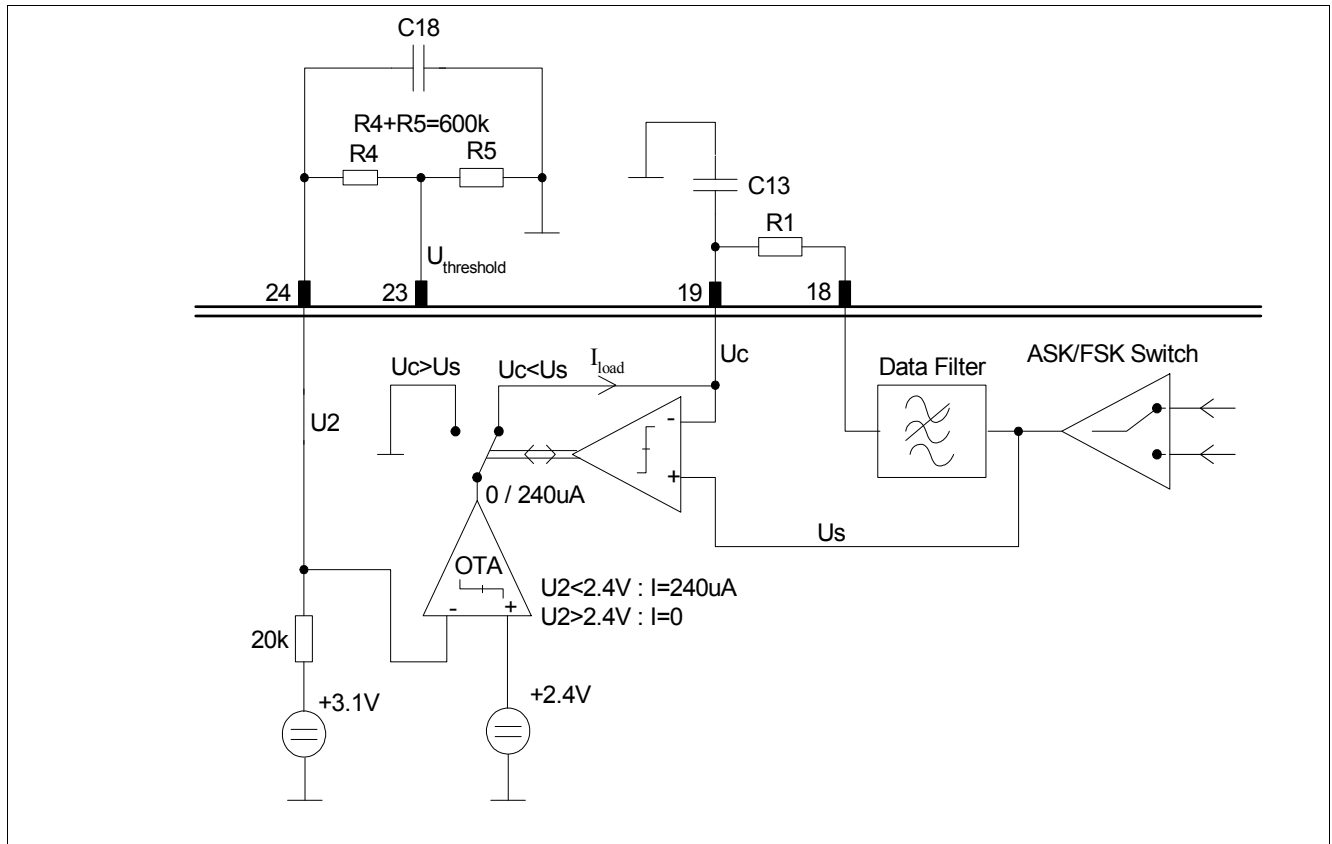 C18
R4+R5=600k
R4
R5
C13
R1
Uthreshold
24
23
19
18
Uc>Us
Uc<Us
Iload
Uc
Data Filter
ASK/FSK Switch
U2
-
+
0 / 240uA
Us
OTA
- +
U2<2.4V : I=240uA
U2>2.4V : I=0
20k
+3.1V
+2.4V